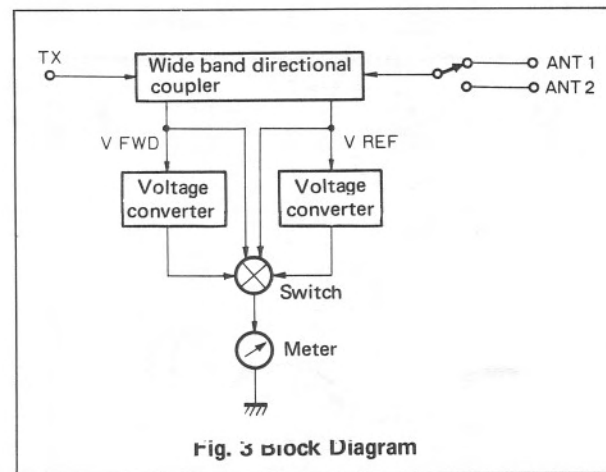 TX
Wide band directional
coupler
ANT 1
ANT 2
V FWD
V REF
Voltage
converter
Voltage
converter
Switch
Meter
Fig. 3 Block Diagram